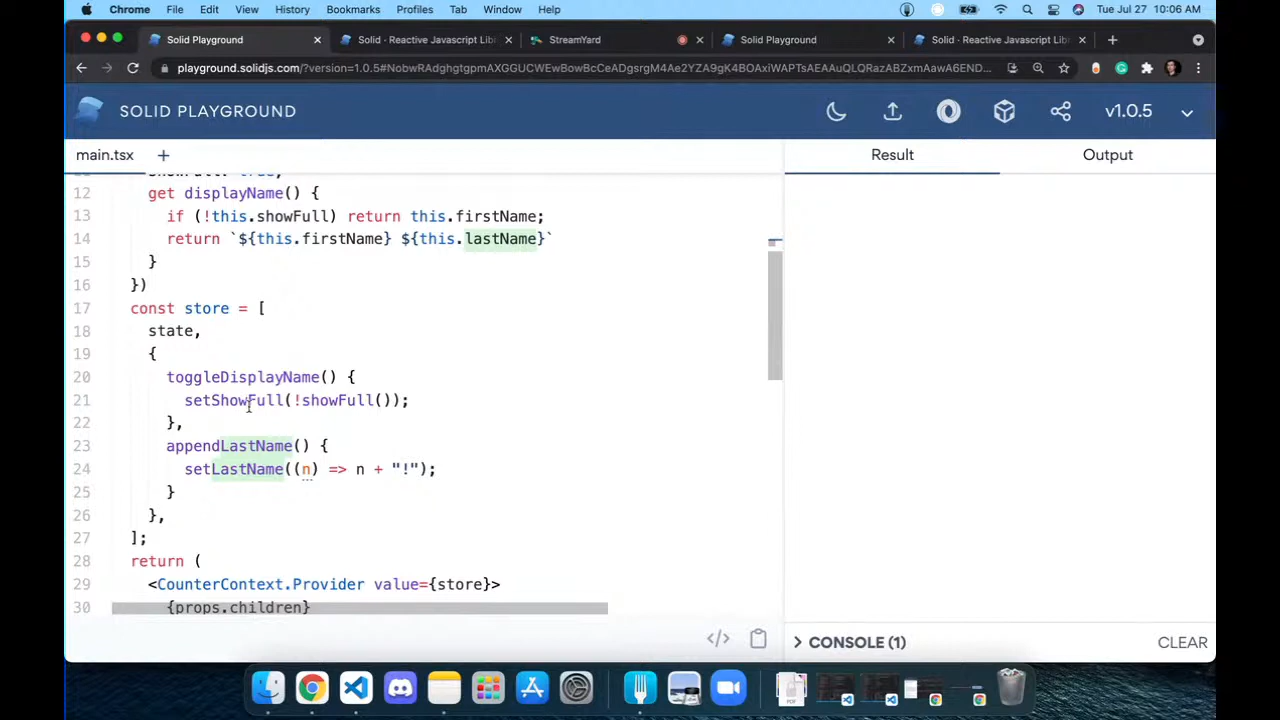 Chrome File Edit View History Bookmarks Profiles Tab Window Help Tue Jul 27 10:06 AM
Solid Playground Solid - Reactive Javascript Lib StreamYard Solid Playground Solid - Reactive Javascript Lib
SOLID PLAYGROUND v1.0.5
main.tsx + Result Output
12 get displayName() {
13 if (!this.showFull) return this.firstName;
14 return `${this.firstName} ${this.lastName}`
15 }
16 })
17 const store = [
18 state,
19 {
20 toggleDisplayName() {
21 setShowFull(!showFull());
22 },
23 appendLastName() {
24 setLastName((n) => n + "!");
25 }
26 },
27 ];
28 return (
29 <CounterContext.Provider value={store}>
30 {props.children}
</> CONSOLE (1) CLEAR
PDF